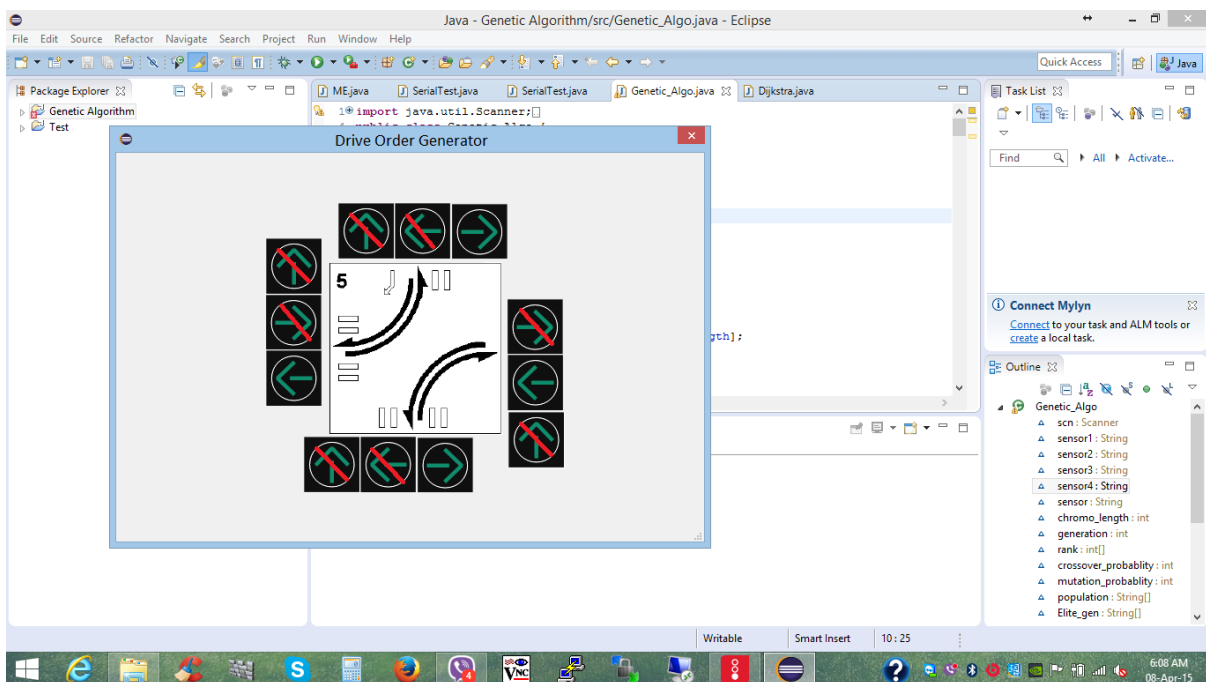 Java - Genetic Algorithm/src/Genetic_Algo.java - Eclipse
File Edit Source Refactor Navigate Search Project Run Window Help
Quick Access
Java
Package Explorer
ME.java SerialTest.java SerialTest.java Genetic_Algo.java Dijkstra.java
Task List
Genetic Algorithm
Test
1 import java.util.Scanner;
Drive Order Generator
Find All Activate...
5
gth];
Connect Mylyn
Connect to your task and ALM tools or
create a local task.
Outline
Genetic_Algo
scn : Scanner
sensor1 : String
sensor2 : String
sensor3 : String
sensor4 : String
sensor : String
chromo_length : int
generation : int
rank : int[]
crossover_probablity : int
mutation_probablity : int
population : String[]
Elite_gen : String[]
Writable Smart Insert 10 : 25
VNC
6:08 AM
08-Apr-15